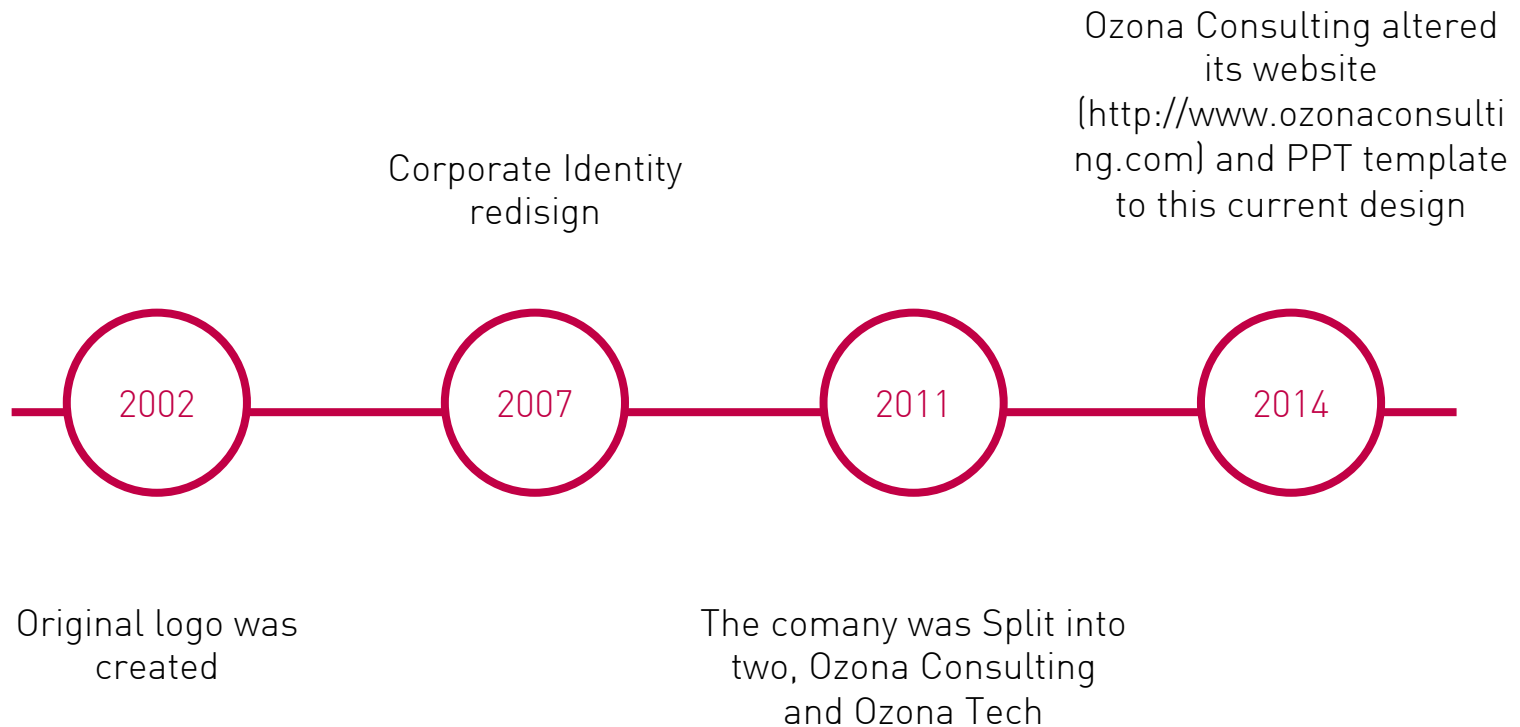 Ozona Consulting altered
its website
(http://www.ozonaconsulti
ng.com) and PPT template
to this current design
Corporate Identity
redisign
2002
2007
2011
2014
Original logo was
created
The comany was Split into
two, Ozona Consulting
and Ozona Tech